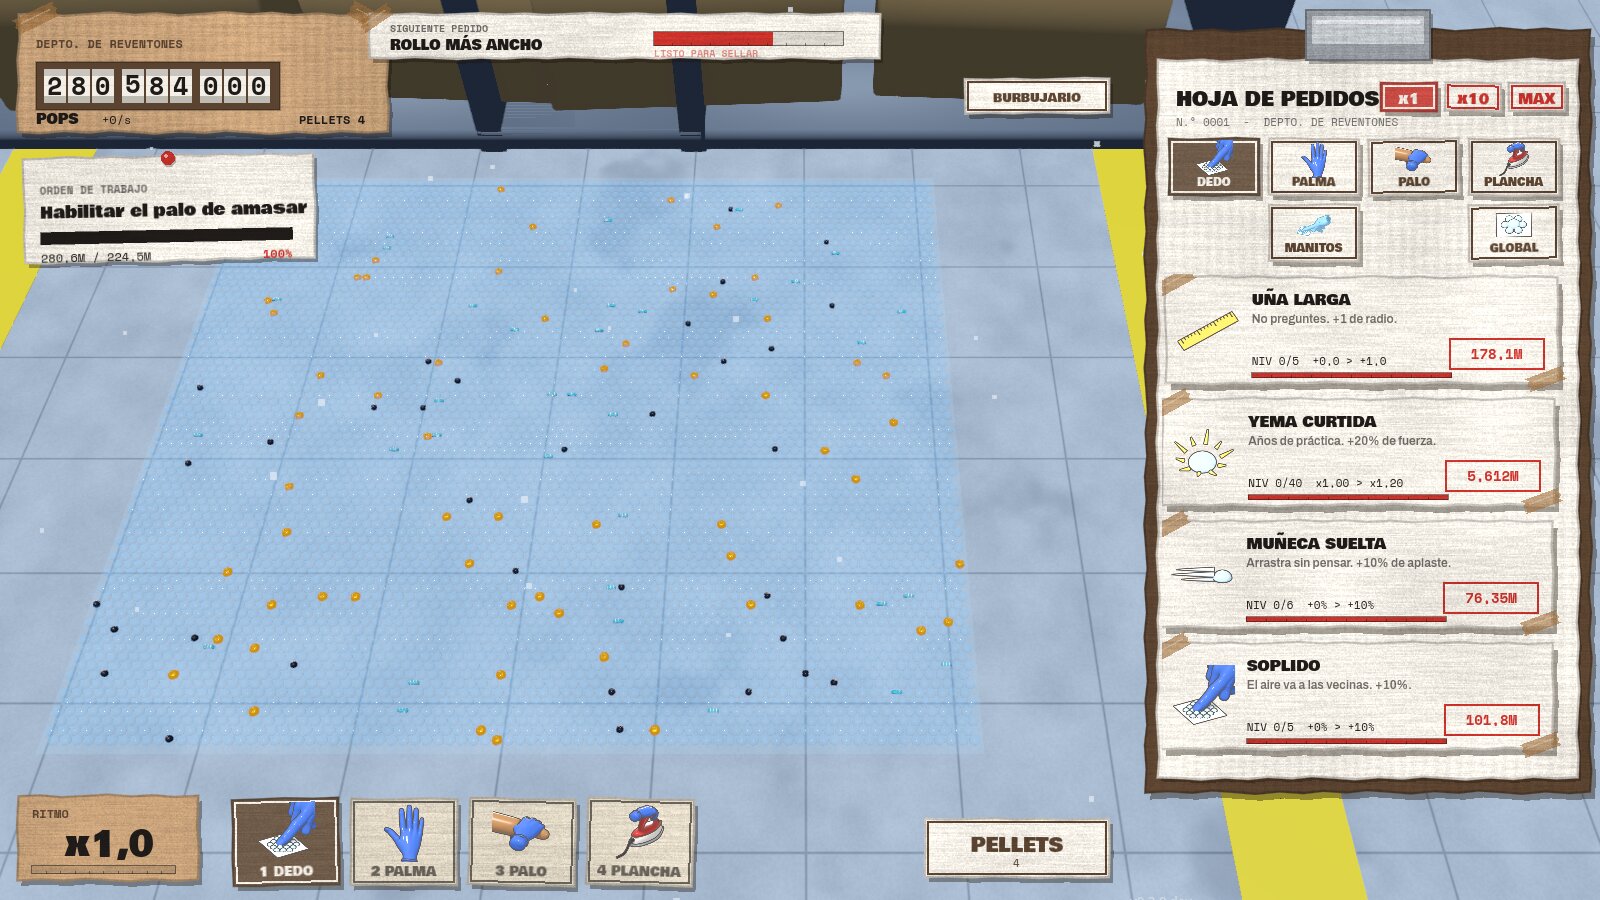 DEPTO. DE REVENTONES
280 584 000
POPS +0/s PELLETS 4
SIGUIENTE PEDIDO
ROLLO MÁS ANCHO
LISTO PARA SELLAR
BURBUJARIO
ORDEN DE TRABAJO
Habilitar el palo de amasar
280,6M / 224,5M 100%
HOJA DE PEDIDOS x1 x10 MAX
N.° 0001 - DEPTO. DE REVENTONES
DEDO PALMA PALO PLANCHA
MANITOS GLOBAL
UÑA LARGA
No preguntes. +1 de radio.
NIV 0/5 +0,0 > +1,0 178,1M
YEMA CURTIDA
Años de práctica. +20% de fuerza.
NIV 0/40 x1,00 > x1,20 5,612M
MUÑECA SUELTA
Arrastra sin pensar. +10% de aplaste.
NIV 0/6 +0% > +10% 76,35M
SOPLIDO
El aire va a las vecinas. +10%.
NIV 0/5 +0% > +10% 101,8M
RITMO
x1,0
1 DEDO 2 PALMA 3 PALO 4 PLANCHA
PELLETS
4